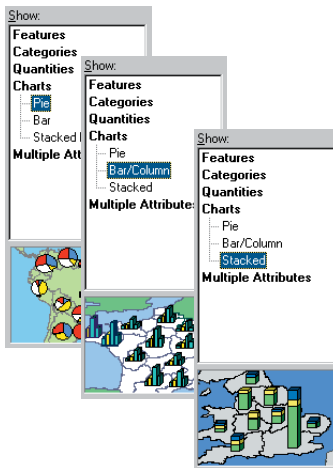 Show:
Features
Categories
Quantities
Charts
Pie
Bar
Stacked
Multiple
Show:
Features
Categories
Quantities
Charts
Pie
Bar/Column
Stacked
Multiple Attributes
Show:
Features
Categories
Quantities
Charts
Pie
Bar/Column
Stacked
Multiple Attributes